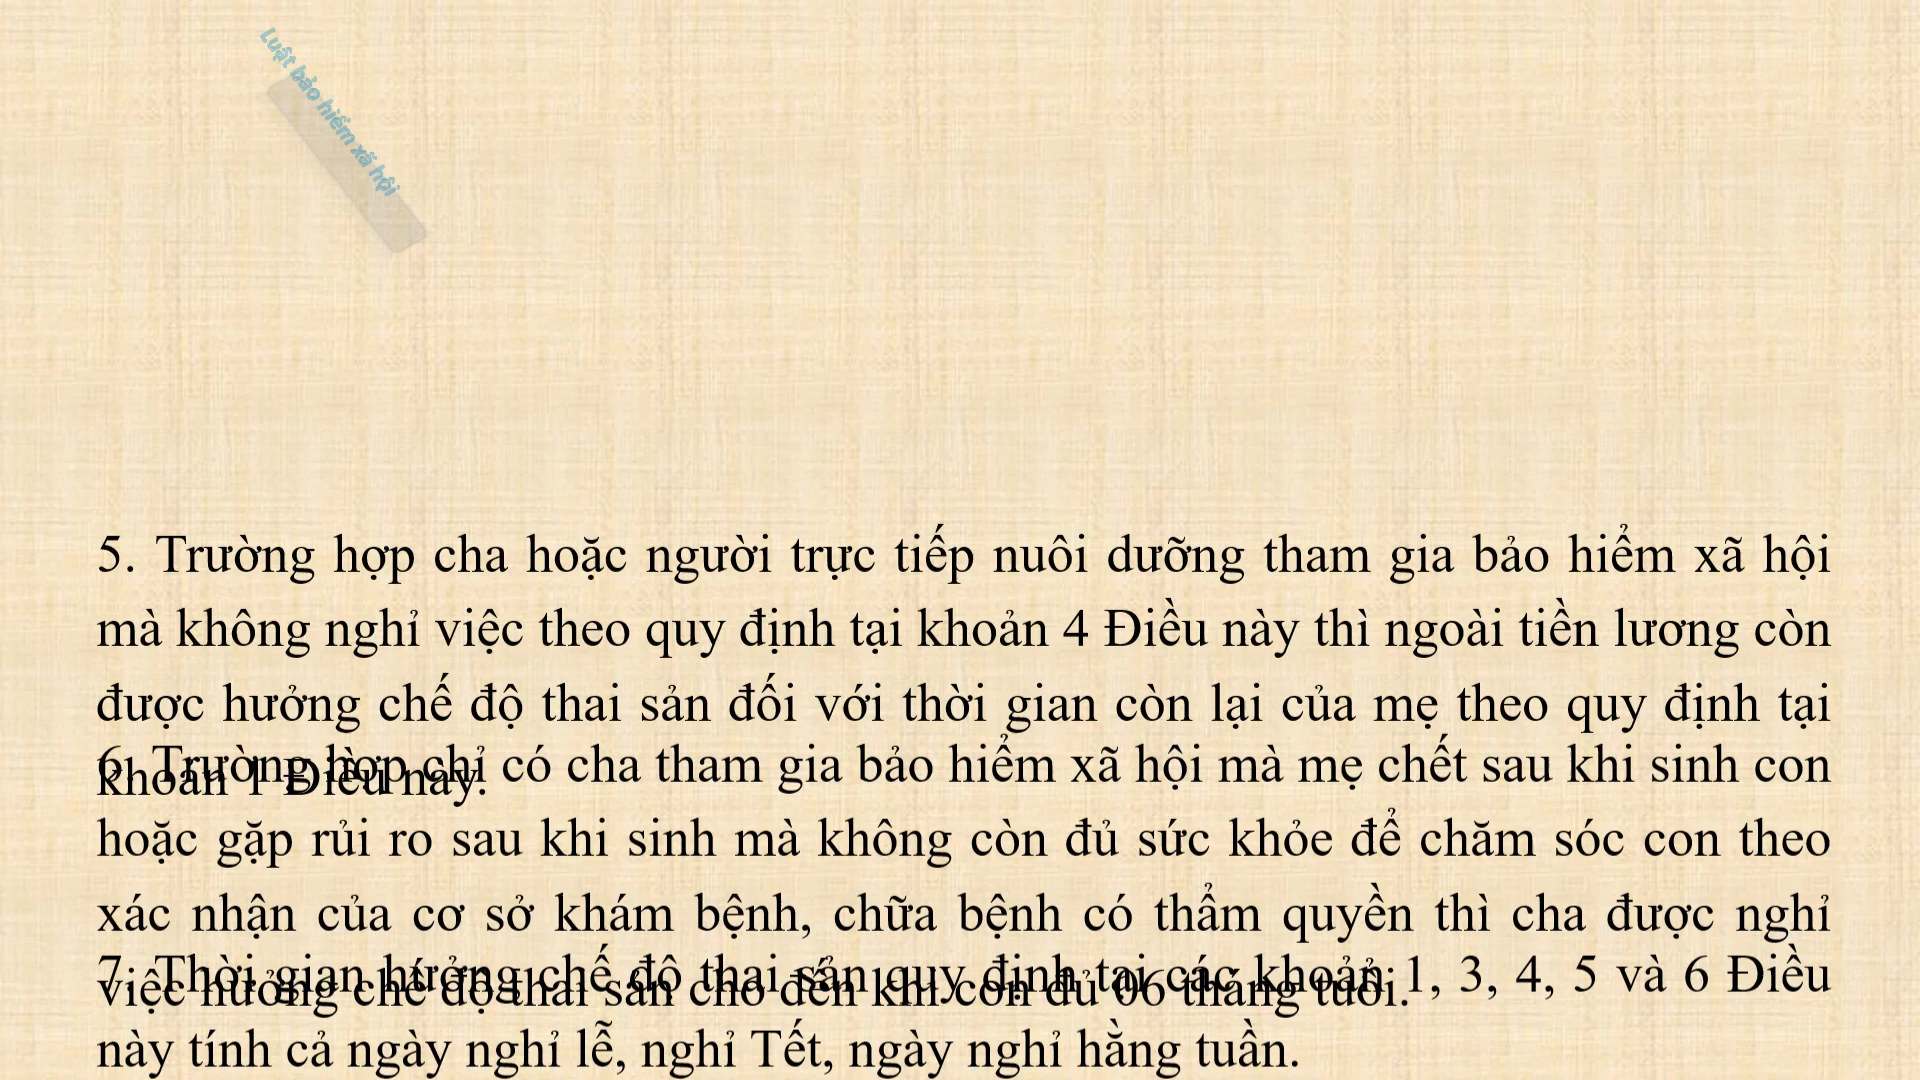 Luật bảo hiểm xã hội
5. Trường hợp cha hoặc người trực tiếp nuôi dưỡng tham gia bảo hiểm xã hội
mà không nghỉ việc theo quy định tại khoản 4 Điều này thì ngoài tiền lương còn
được hưởng chế độ thai sản đối với thời gian còn lại của mẹ theo quy định tại
khoản 1 Điều này.
6. Trường hợp chỉ có cha tham gia bảo hiểm xã hội mà mẹ chết sau khi sinh con
hoặc gặp rủi ro sau khi sinh mà không còn đủ sức khỏe để chăm sóc con theo
xác nhận của cơ sở khám bệnh, chữa bệnh có thẩm quyền thì cha được nghỉ
việc hưởng chế độ thai sản cho đến khi con đủ 06 tháng tuổi.
7. Thời gian hưởng chế độ thai sản quy định tại các khoản 1, 3, 4, 5 và 6 Điều
này tính cả ngày nghỉ lễ, nghỉ Tết, ngày nghỉ hằng tuần.